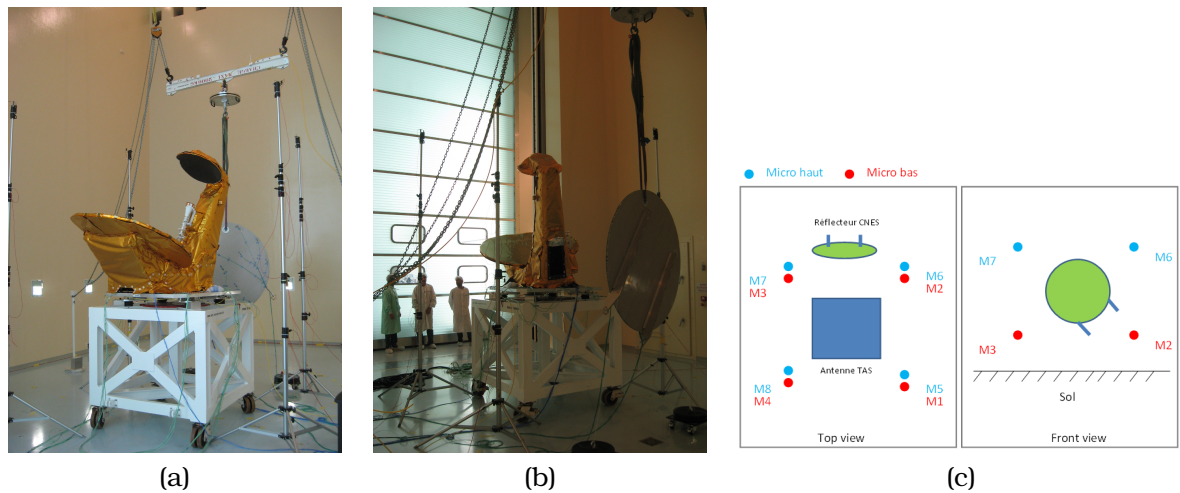 Micro haut Micro bas
Réflecteur CNES
M7 M6
M3 M2
Antenne TAS
M8 M5
M4 M1
Top view
M7 M6
M3 M2
Sol
Front view
(a) (b) (c)